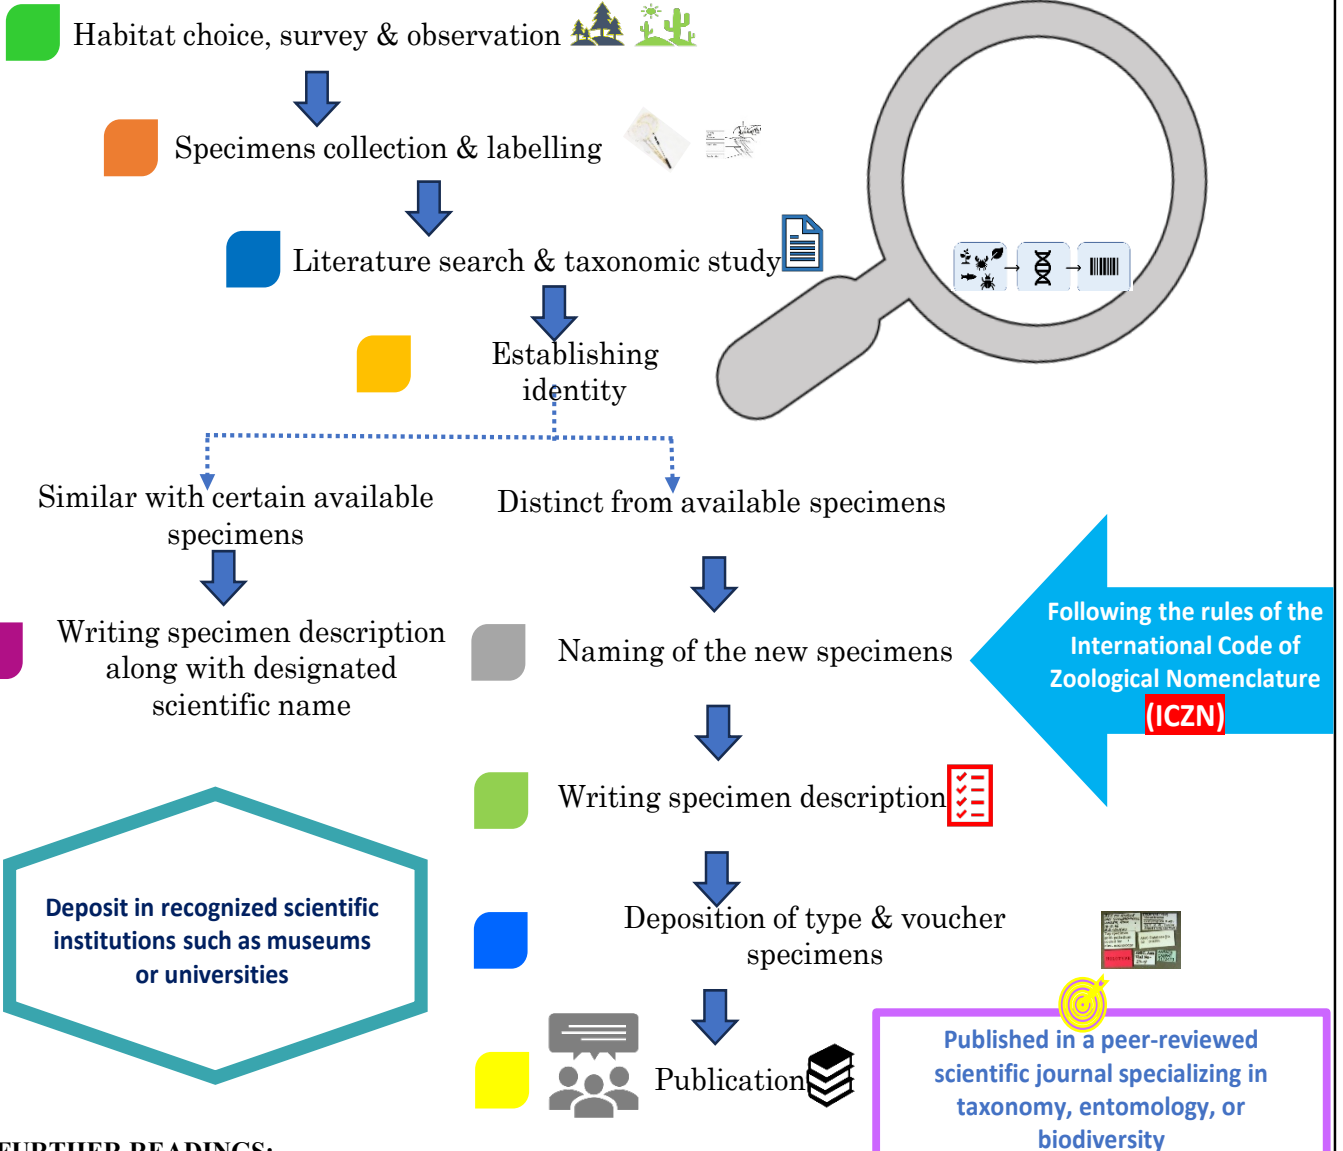 Habitat choice, survey & observation
Specimens collection & labelling
Literature search & taxonomic study
Establishing
identity
Similar with certain available
specimens
Distinct from available specimens
Writing specimen description
along with designated
scientific name
Naming of the new specimens
Following the rules of the
International Code of
Zoological Nomenclature
(ICZN)
Writing specimen description
Deposit in recognized scientific
institutions such as museums
or universities
Deposition of type & voucher
specimens
Publication
Published in a peer-reviewed
scientific journal specializing in
taxonomy, entomology, or
biodiversity
FURTHER READINGS: